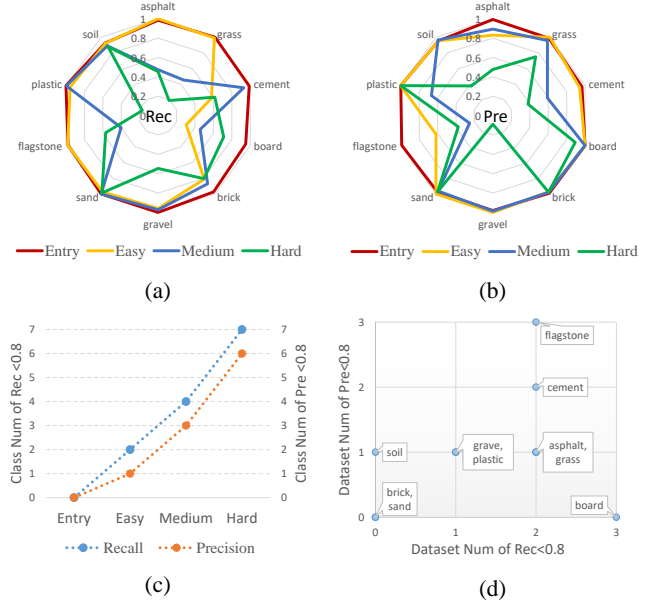 asphalt
grass
cement
board
brick
gravel
sand
flagstone
plastic
soil
1
0.8
0.6
0.4
0.2
0
Rec
Entry Easy Medium Hard
(a)
asphalt
grass
cement
board
brick
gravel
sand
flagstone
plastic
soil
1
0.8
0.6
0.4
0.2
0
Pre
Entry Easy Medium Hard
(b)
Class Num of Rec <0.8
7
6
5
4
3
2
1
0
Entry Easy Medium Hard
7
6
5
4
3
2
1
0
Class Num of Pre <0.8
Recall Precision
(c)
Dataset Num of Pre<0.8
3
2
1
0
flagstone
cement
soil
grave,
plastic
asphalt,
grass
brick,
sand
board
0 1 2 3
Dataset Num of Rec<0.8
(d)